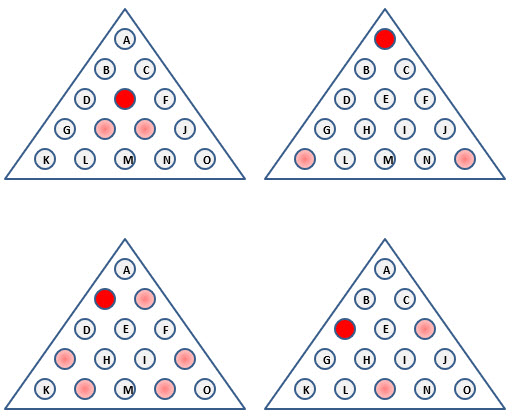 A
B C
D F
G J
K L M N O
B C
D E F
G H I J
L M N
A
D E F
H I
K M O
A
B C
E
G H I J
K L N O